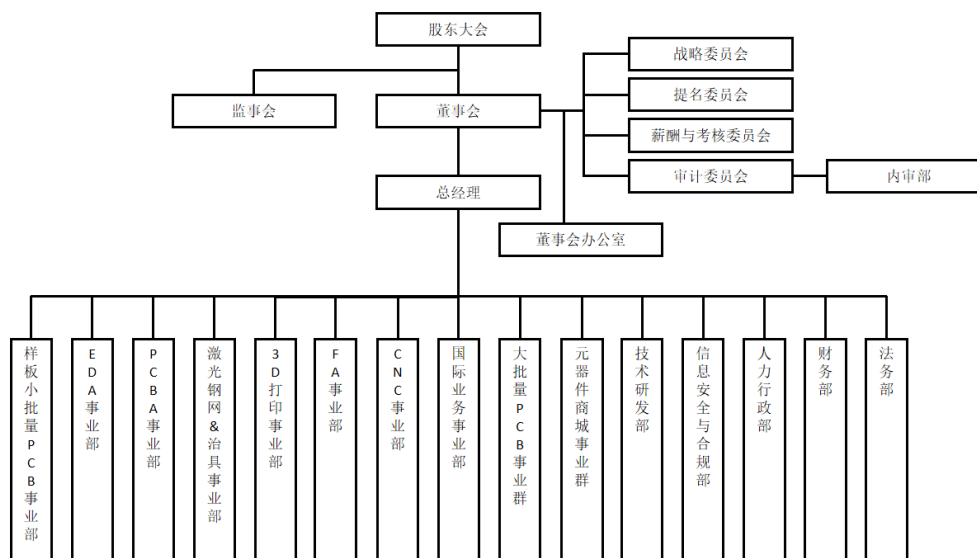 股东大会
战略委员会
监事会
董事会
提名委员会
薪酬与考核委员会
总经理
审计委员会
内审部
董事会办公室
样板小批量PCB事业部
EDA事业部
PCBA事业部
激光钢网&治具事业部
3D打印事业部
FA事业部
CNC事业部
国际业务事业部
大批量PCB事业群
元器件商城事业群
技术研发部
信息安全与合规部
人力行政部
财务部
法务部